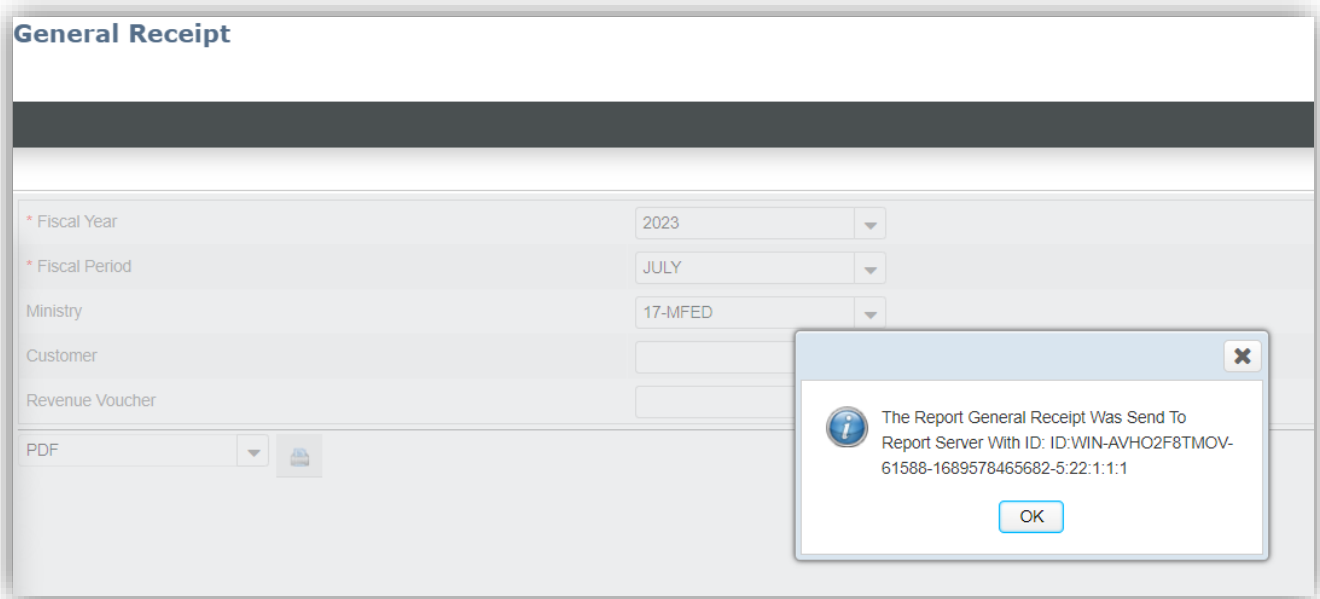 General Receipt
* Fiscal Year 2023
* Fiscal Period JULY
Ministry 17-MFED
Customer
Revenue Voucher
PDF
The Report General Receipt Was Send To
Report Server With ID: ID:WIN-AVHO2F8TMOV-
61588-1689578465682-5:22:1:1:1
OK